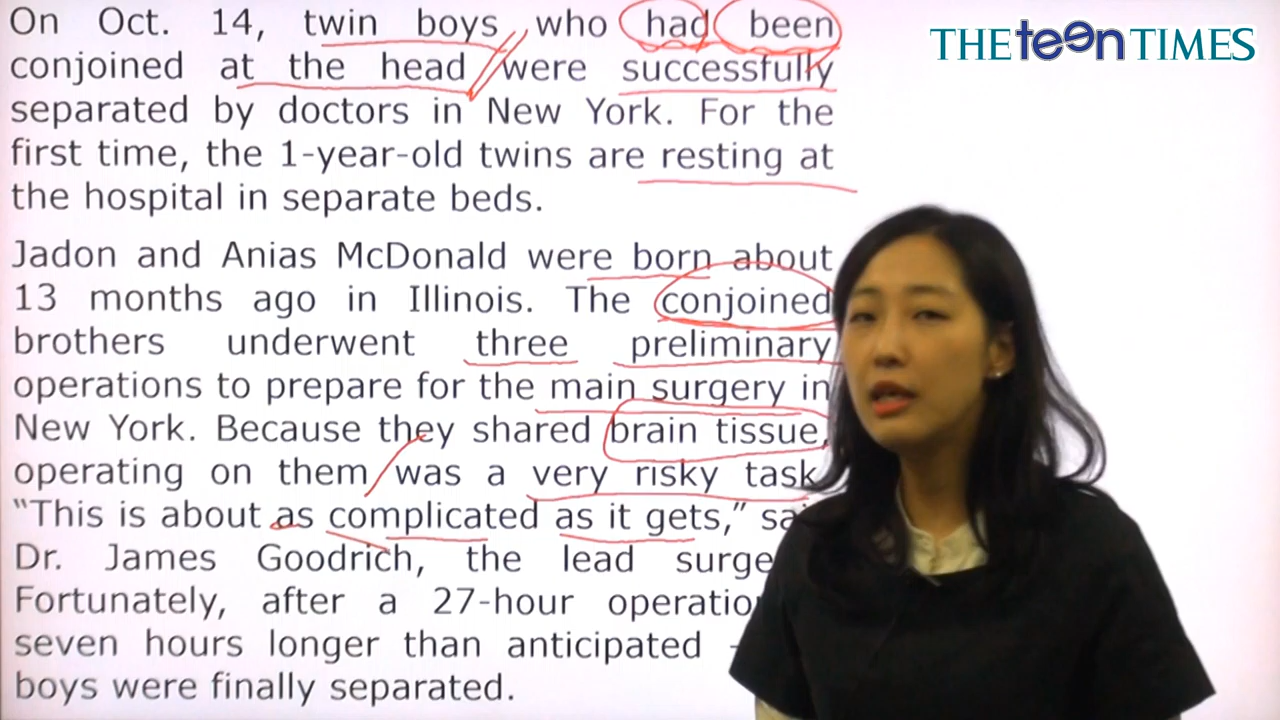 On Oct. 14, twin boys who had been
conjoined at the head were successfully
separated by doctors in New York. For the
first time, the 1-year-old twins are resting at
the hospital in separate beds.
Jadon and Anias McDonald were born about
13 months ago in Illinois. The conjoined
brothers underwent three preliminary
operations to prepare for the main surgery in
New York. Because they shared brain tissue,
operating on them was a very risky task.
“This is about as complicated as it gets,”
Dr. James Goodrich, the lead
Fortunately, after a 27-hour
seven hours longer than anticipated
boys were finally separated.
THE teen TIMES